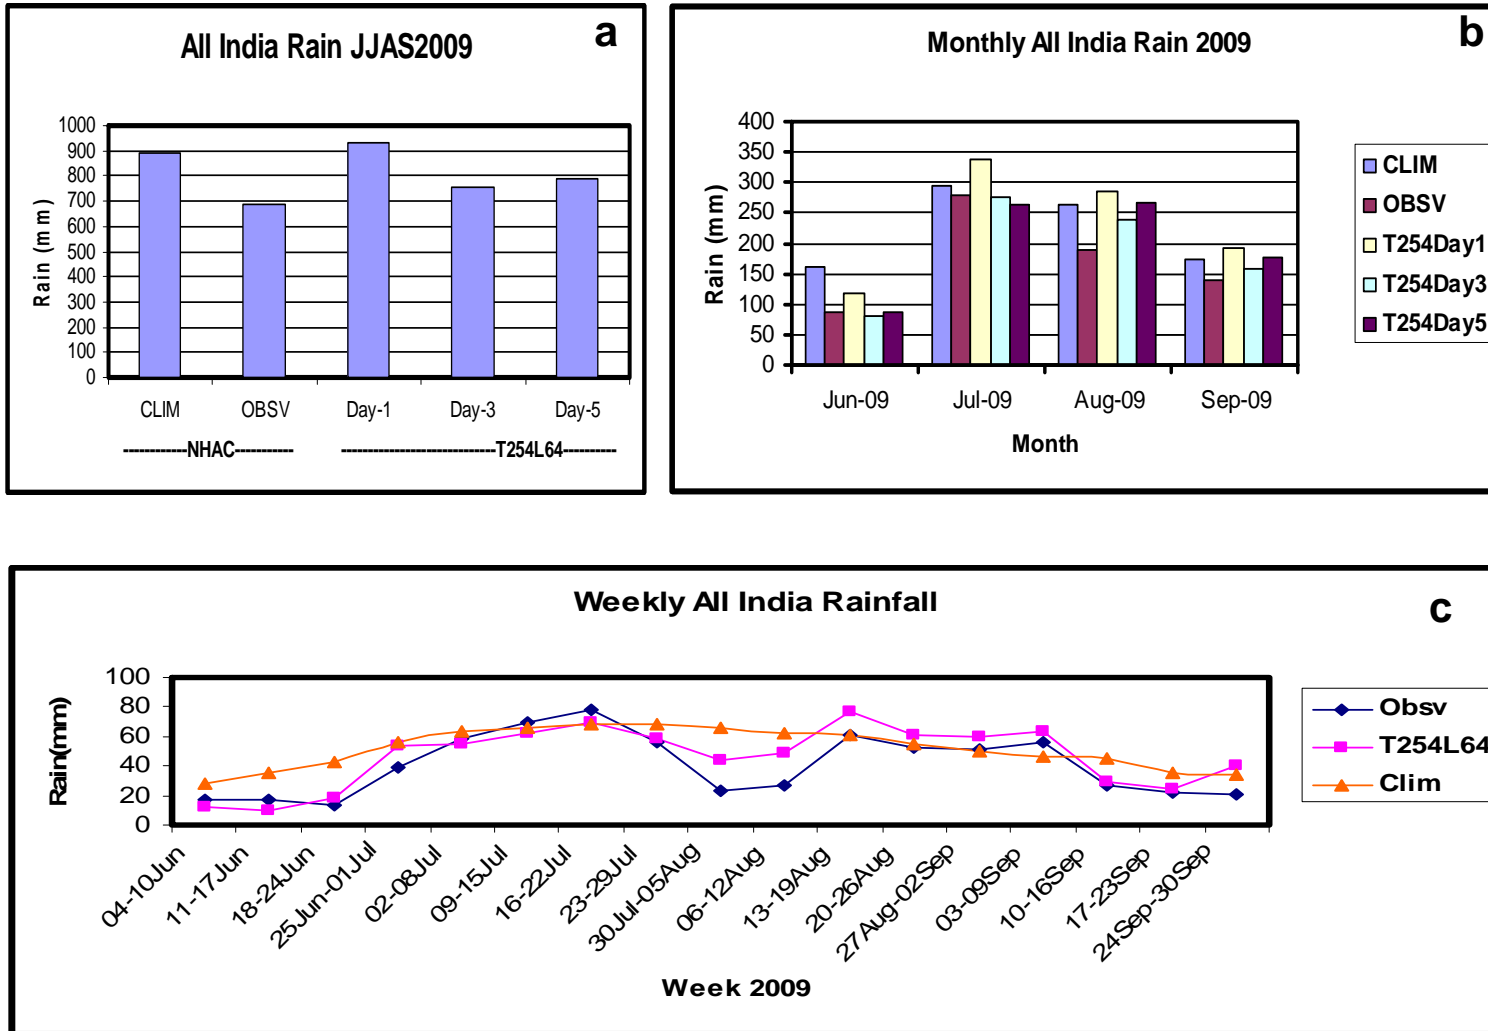 All India Rain JJAS2009
a
Rain (mm)
1000
900
800
700
600
500
400
300
200
100
0
CLIM OBSV Day-1 Day-3 Day-5
------------NHAC----------- ----------------------------T254L64----------
Monthly All India Rain 2009
b
Rain (mm)
400
350
300
250
200
150
100
50
0
Jun-09 Jul-09 Aug-09 Sep-09
Month
CLIM
OBSV
T254Day1
T254Day3
T254Day5
Weekly All India Rainfall
c
Rain(mm)
100
80
60
40
20
0
04-10Jun
11-17Jun
18-24Jun
25Jun-01Jul
02-08Jul
09-15Jul
16-22Jul
23-29Jul
30Jul-05Aug
06-12Aug
13-19Aug
20-26Aug
27Aug-02Sep
03-09Sep
10-16Sep
17-23Sep
24Sep-30Sep
Week 2009
Obsv
T254L64
Clim